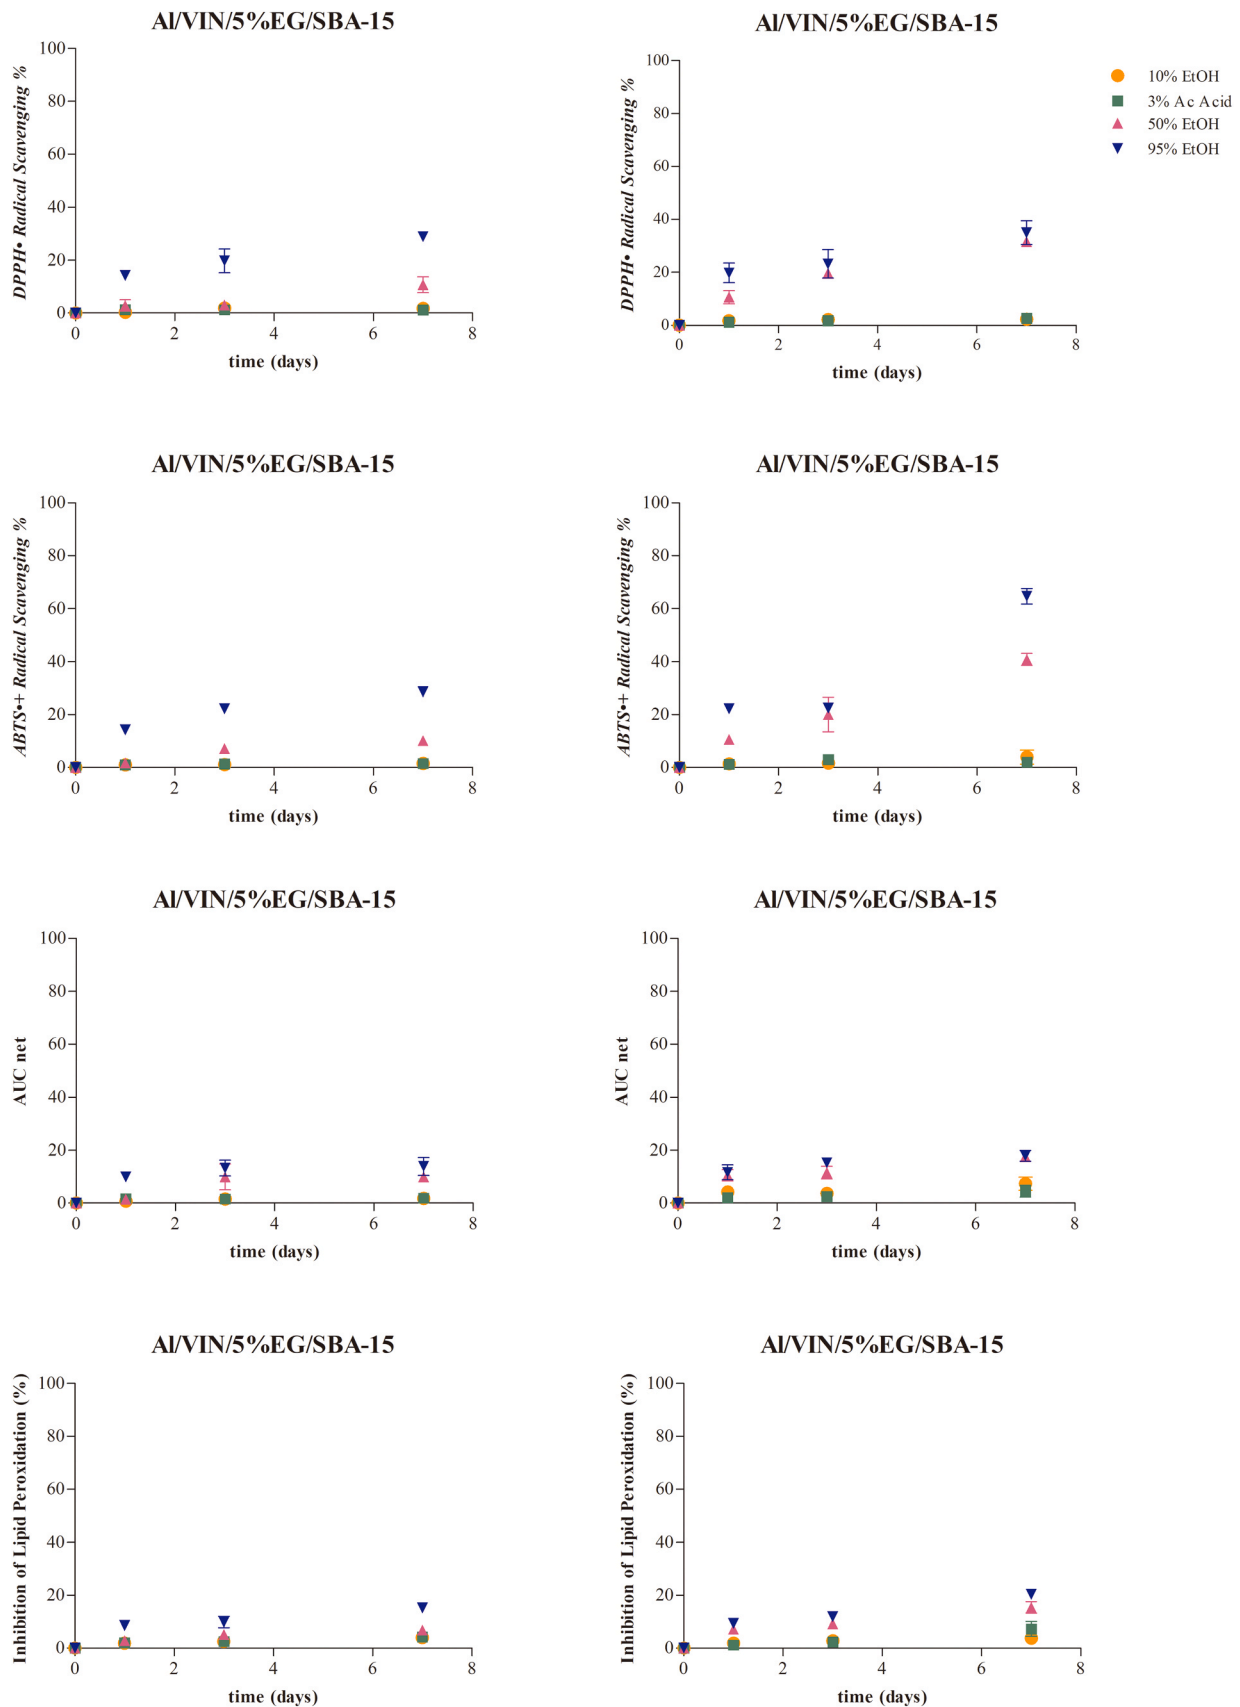 Al/VIN/5%EG/SBA-15
DPPH• Radical Scavenging %
100
80
60
40
20
0
0 2 4 6 8
time (days)
Al/VIN/5%EG/SBA-15
DPPH• Radical Scavenging %
100
80
60
40
20
0
0 2 4 6 8
time (days)
10% EtOH
3% Ac Acid
50% EtOH
95% EtOH
Al/VIN/5%EG/SBA-15
ABTS•+ Radical Scavenging %
100
80
60
40
20
0
0 2 4 6 8
time (days)
Al/VIN/5%EG/SBA-15
ABTS•+ Radical Scavenging %
100
80
60
40
20
0
0 2 4 6 8
time (days)
Al/VIN/5%EG/SBA-15
AUC net
100
80
60
40
20
0
0 2 4 6 8
time (days)
Al/VIN/5%EG/SBA-15
AUC net
100
80
60
40
20
0
0 2 4 6 8
time (days)
Al/VIN/5%EG/SBA-15
Inhibition of Lipid Peroxidation (%)
100
80
60
40
20
0
0 2 4 6 8
time (days)
Al/VIN/5%EG/SBA-15
Inhibition of Lipid Peroxidation (%)
100
80
60
40
20
0
0 2 4 6 8
time (days)